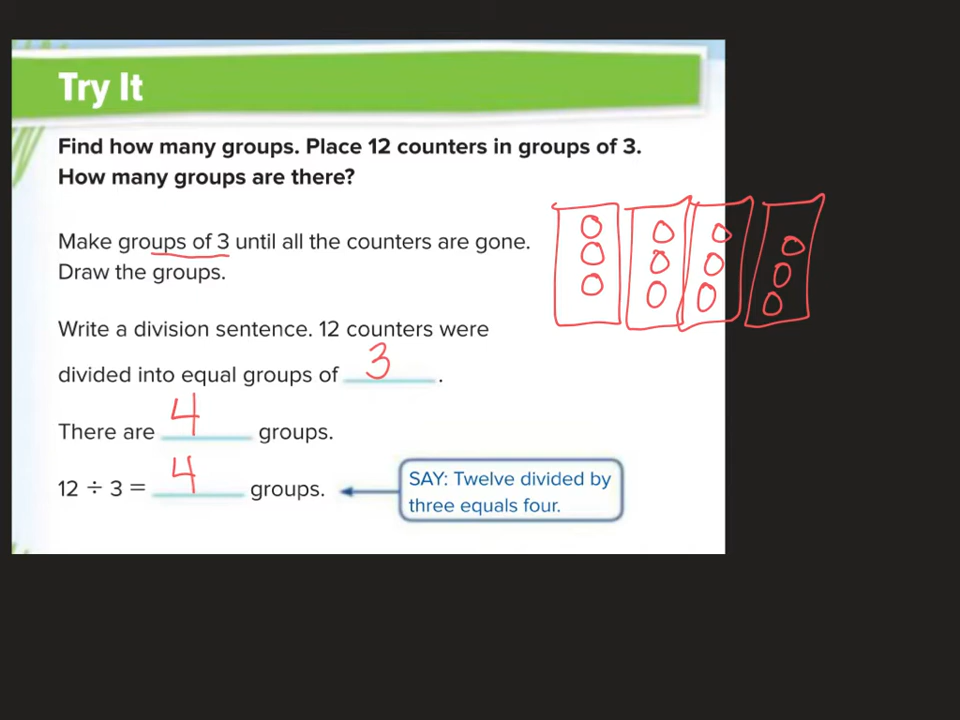 Try It
Find how many groups. Place 12 counters in groups of 3.
How many groups are there?
Make groups of 3 until all the counters are gone.
Draw the groups.
Write a division sentence. 12 counters were
divided into equal groups of 3.
There are 4 groups.
12 ÷ 3 = 4 groups.
SAY: Twelve divided by
three equals four.